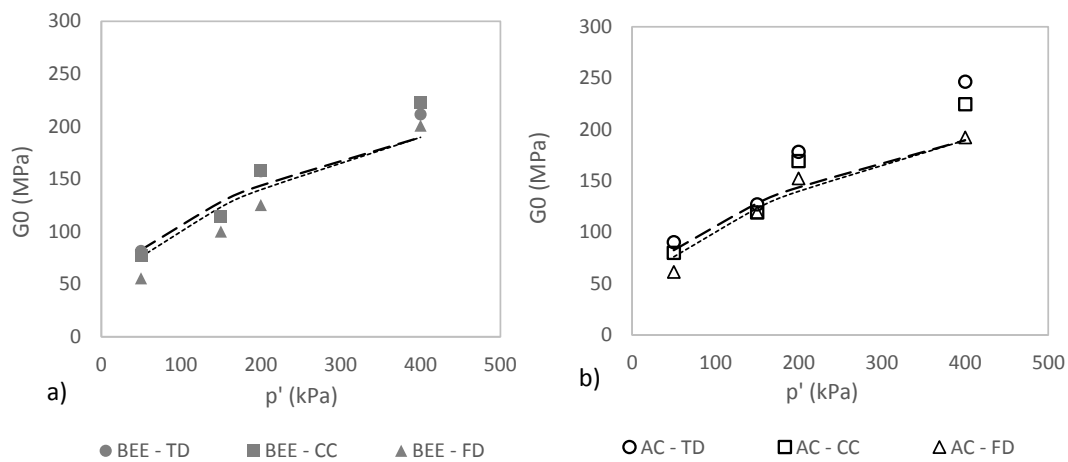 300
250
200
150
100
50
0
G0 (MPa)
0 100 200 300 400 500
p' (kPa)
a)
BEE - TD BEE - CC BEE - FD
300
250
200
150
100
50
0
G0 (MPa)
0 100 200 300 400 500
p' (kPa)
b)
AC - TD AC - CC AC - FD